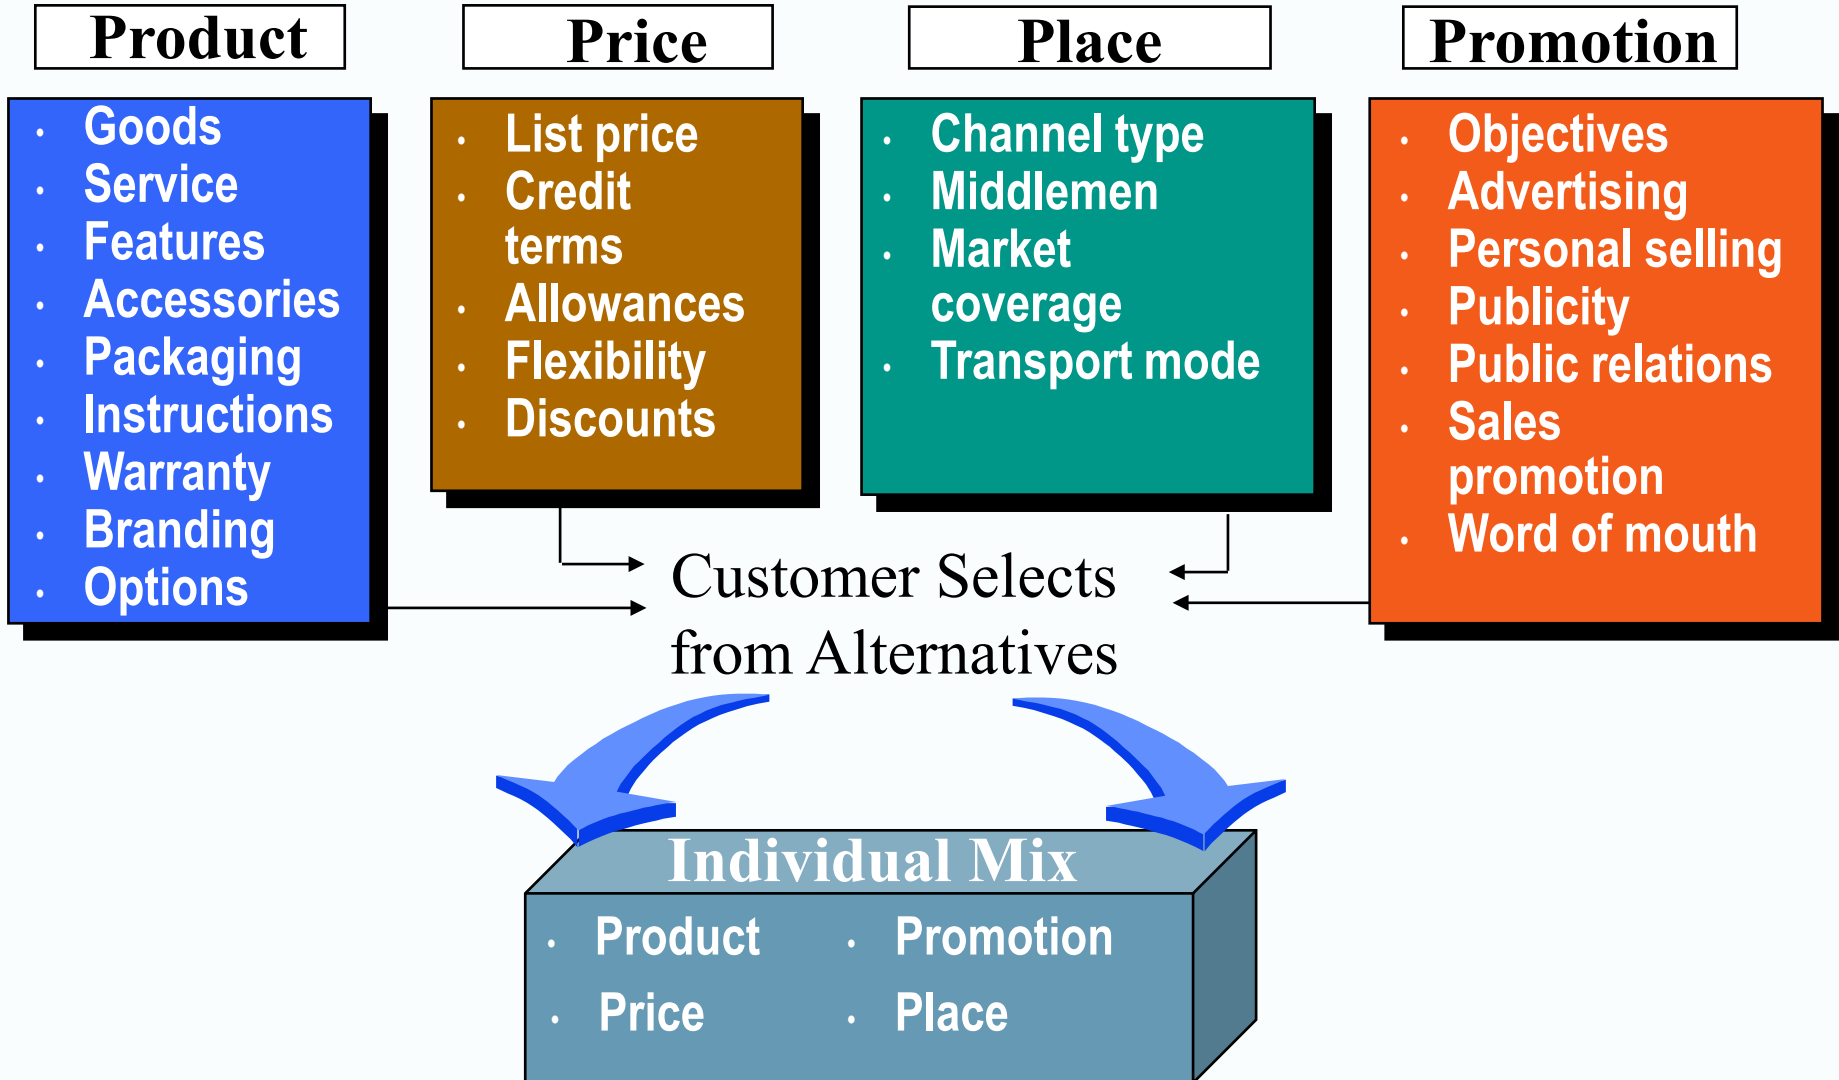 Product
Price
Place
Promotion
Goods
Service
Features
Accessories
Packaging
Instructions
Warranty
Branding
Options
List price
Credit
terms
Allowances
Flexibility
Discounts
Channel type
Middlemen
Market
coverage
Transport mode
Objectives
Advertising
Personal selling
Publicity
Public relations
Sales
promotion
Word of mouth
Customer Selects
from Alternatives
Individual Mix
Product
Promotion
Price
Place